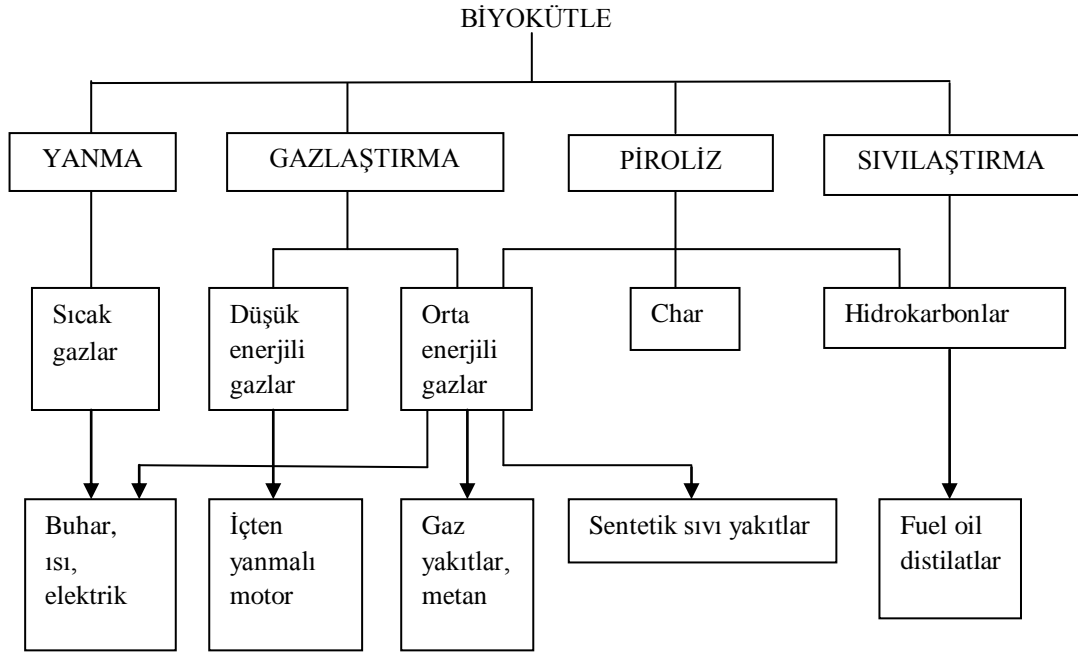 BİYOKÜTLE
YANMA
GAZLAŞTIRMA
PİROLİZ
SIVILAŞTIRMA
Sıcak
gazlar
Düşük
enerjili
gazlar
Orta
enerjili
gazlar
Char
Hidrokarbonlar
Buhar,
ısı,
elektrik
İçten
yanmalı
motor
Gaz
yakıtlar,
metan
Sentetik sıvı yakıtlar
Fuel oil
distilatlar